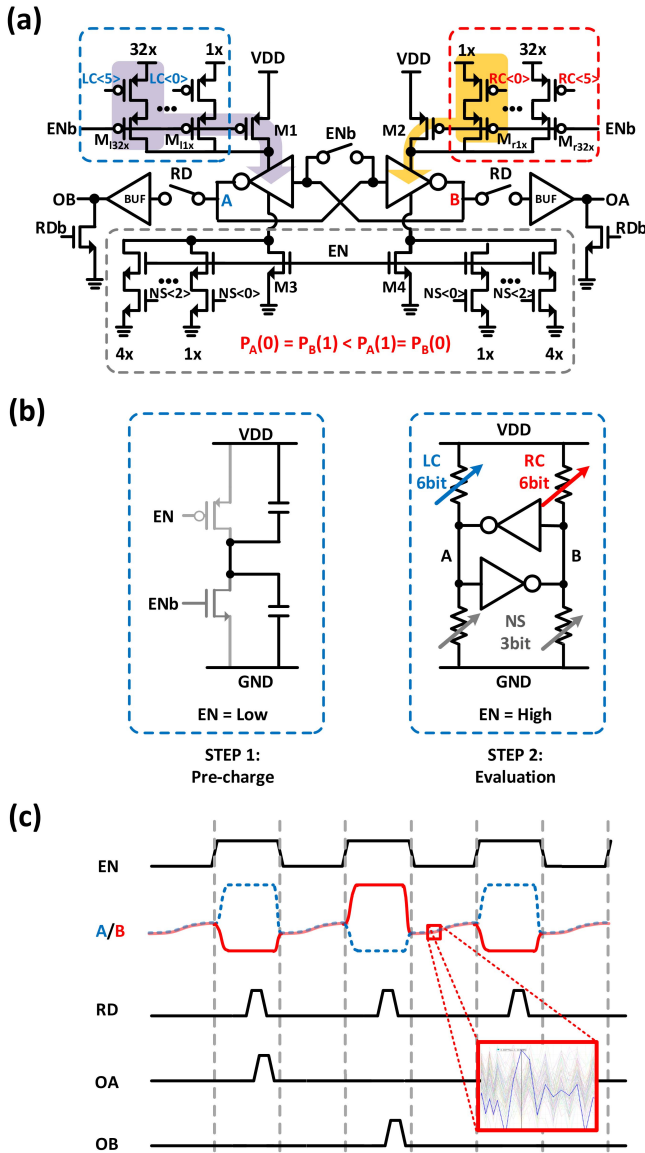 (a)
32x 1x VDD VDD 1x 32x
LC<5> LC<0> RC<0> RC<5>
ENb M1 ENb M2 ENb
Ml32x Ml1x Mr1x Mr32x
OB BUF RD A B RD BUF OA
RDb EN RDb
NS<2> NS<0> M3 M4 NS<0> NS<2>
4x 1x PA(0) = PB(1) < PA(1)= PB(0) 1x 4x
(b)
VDD
EN
ENb
GND
EN = Low
STEP 1:
Pre-charge
VDD
LC RC
6bit 6bit
A B
NS
3bit
GND
EN = High
STEP 2:
Evaluation
(c)
EN
A/B
RD
OA
OB